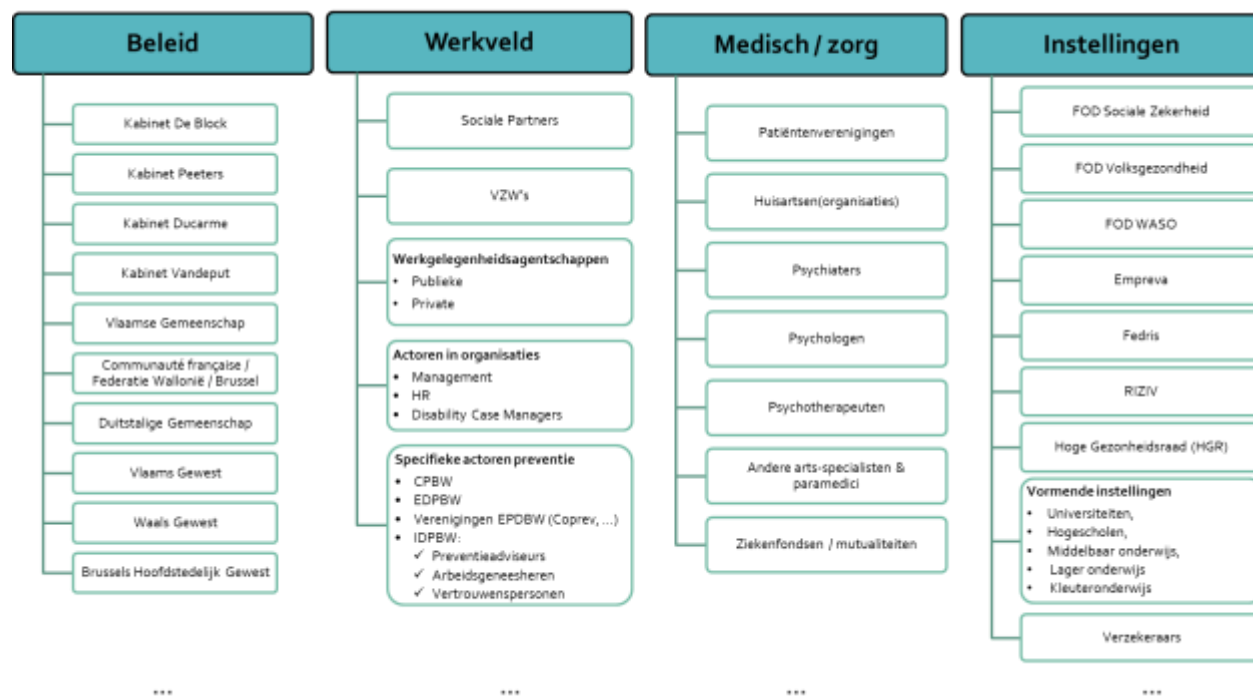 Beleid
Kabinet De Block
Kabinet Peeters
Kabinet Ducarme
Kabinet Vandeput
Vlaamse Gemeenschap
Communauté française /
Federatie Wallonië / Brussel
Duitstalige Gemeenschap
Vlaams Gewest
Waals Gewest
Brussels Hoofdstedelijk Gewest
...
Werkveld
Sociale Partners
VZW's
Werkgelegenheidsagentschappen
• Publieke
• Private
Actoren in organisaties
• Management
• HR
• Disability Case Managers
Specifieke actoren preventie
• CPBW
• EDPBW
• Verenigingen EPDBW (Coprev, ...)
• IDPBW:
✓ Preventieadviseurs
✓ Arbeidsgeneesheren
✓ Vertrouwenspersonen
...
Medisch / zorg
Patiëntenverenigingen
Huisartsen(organisaties)
Psychiaters
Psychologen
Psychotherapeuten
Andere arts-specialisten &
paramedici
Ziekenfondsen / mutualiteiten
...
Instellingen
FOD Sociale Zekerheid
FOD Volksgezondheid
FOD WASO
Empreva
Fedris
RIZIV
Hoge Gezonheidsraad (HGR)
Vormende instellingen
• Universiteiten,
• Hogescholen,
• Middelbaar onderwijs,
• Lager onderwijs
• Kleuteronderwijs
Verzekeraars
...